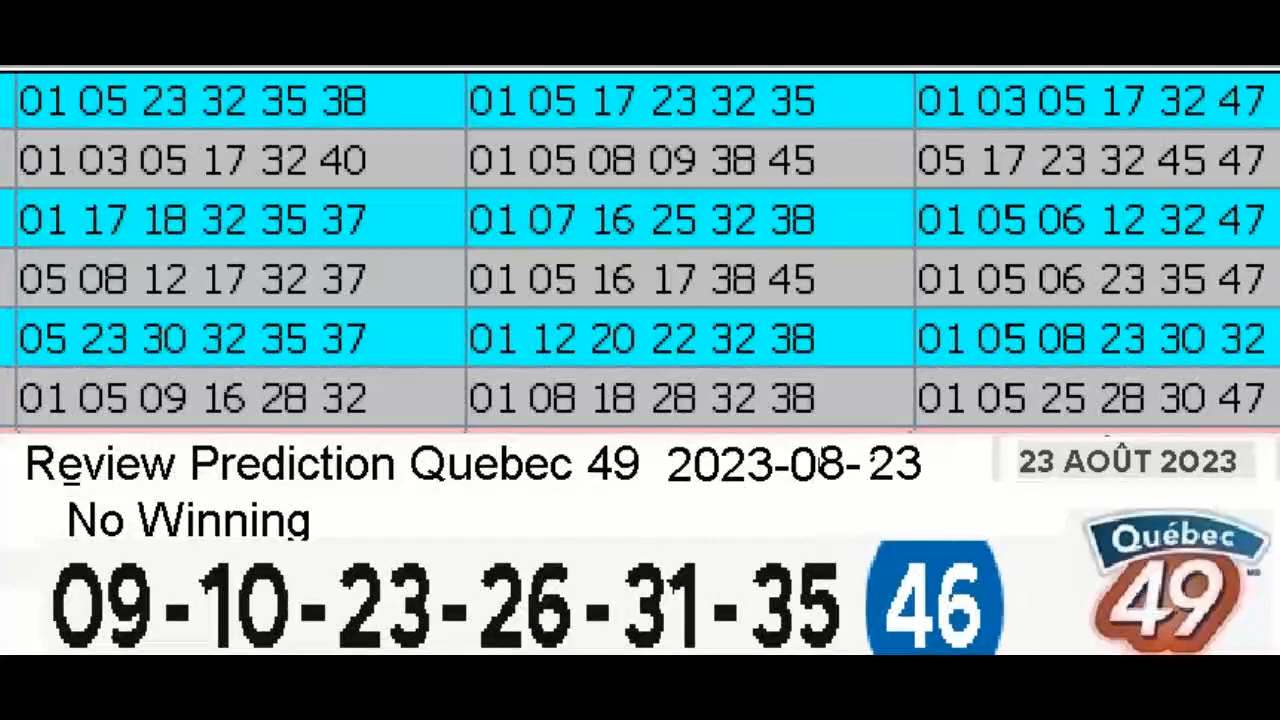 01 05 23 32 35 38 01 05 17 23 32 35 01 03 05 17 32 47
01 03 05 17 32 40 01 05 08 09 38 45 05 17 23 32 45 47
01 17 18 32 35 37 01 07 16 25 32 38 01 05 06 12 32 47
05 08 12 17 32 37 01 05 16 17 38 45 01 05 06 23 35 47
05 23 30 32 35 37 01 12 20 22 32 38 01 05 08 23 30 32
01 05 09 16 28 32 01 08 18 28 32 38 01 05 25 28 30 47
Review Prediction Quebec 49 2023-08-23
23 AOÛT 2023
No Winning
09-10-23-26-31-35 46
Québec
49